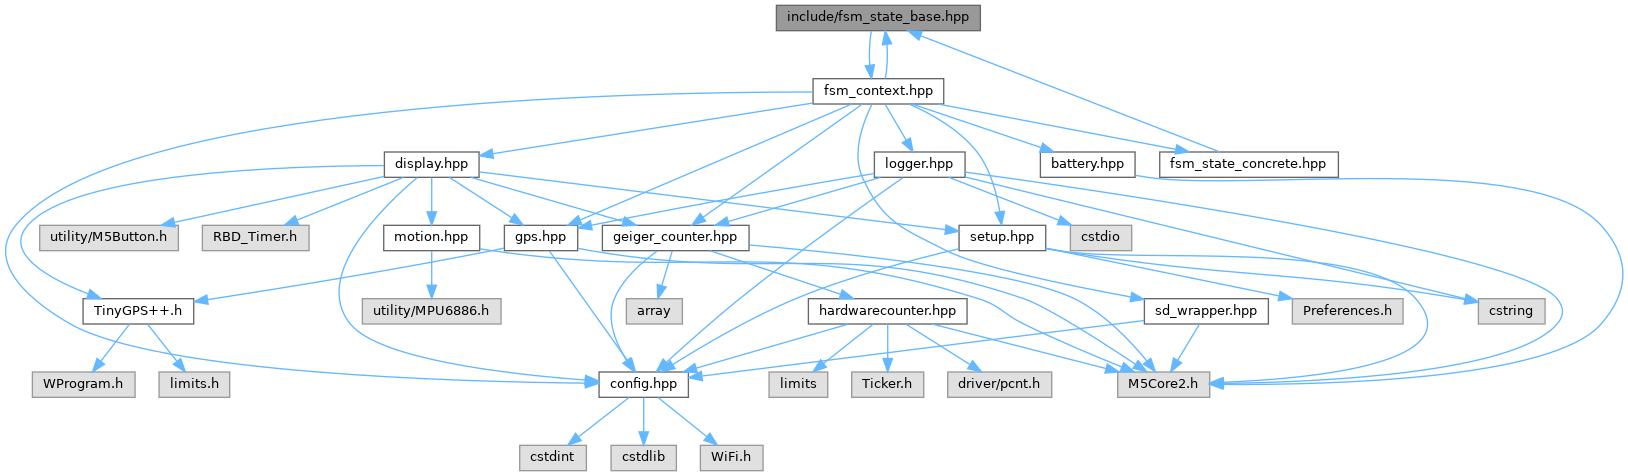 include/fsm_state_base.hpp
fsm_context.hpp
display.hpp
logger.hpp
battery.hpp
fsm_state_concrete.hpp
utility/M5Button.h
RBD_Timer.h
motion.hpp
gps.hpp
geiger_counter.hpp
setup.hpp
cstdio
TinyGPS++.h
utility/MPU6886.h
array
hardwarecounter.hpp
sd_wrapper.hpp
Preferences.h
cstring
WProgram.h
limits.h
config.hpp
limits
Ticker.h
driver/pcnt.h
M5Core2.h
cstdint
cstdlib
WiFi.h